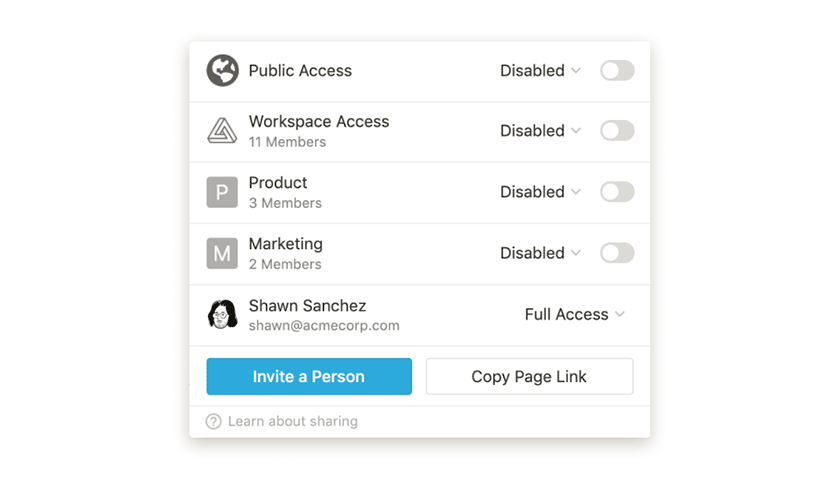 Public Access Disabled
Workspace Access
11 Members
Disabled
P
Product
3 Members
Disabled
M
Marketing
2 Members
Disabled
Shawn Sanchez
shawn@acmecorp.com
Full Access
Invite a Person
Copy Page Link
? Learn about sharing